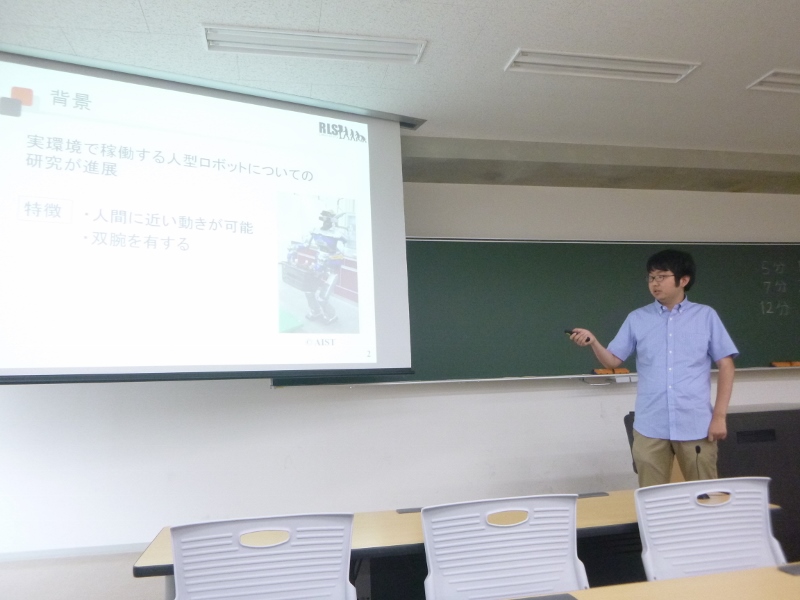 背景
RLSP
実環境で稼働する人型ロボットについての
研究が進展
特徴
・人間に近い動きが可能
・双腕を有する
© AIST
2
5分
7分
12分